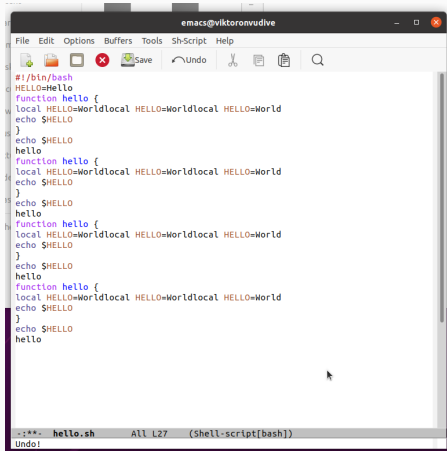 emacs@viktoronvudive
File Edit Options Buffers Tools Sh-Script Help
Save Undo
#!/bin/bash
HELLO=Hello
function hello {
local HELLO=Worldlocal HELLO=Worldlocal HELLO=World
echo $HELLO
}
echo $HELLO
hello
function hello {
local HELLO=Worldlocal HELLO=Worldlocal HELLO=World
echo $HELLO
}
echo $HELLO
hello
function hello {
local HELLO=Worldlocal HELLO=Worldlocal HELLO=World
echo $HELLO
}
echo $HELLO
hello
function hello {
local HELLO=Worldlocal HELLO=Worldlocal HELLO=World
echo $HELLO
}
echo $HELLO
hello
-:**- hello.sh All L27 (Shell-script[bash])
Undo!